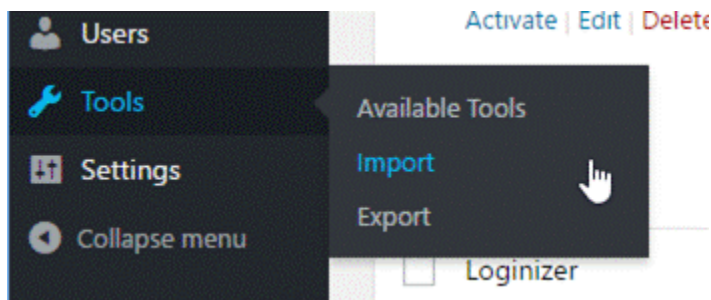 Users
Tools
Settings
Collapse menu
Available Tools
Import
Export
Activate | Edit | Delete
Loginizer